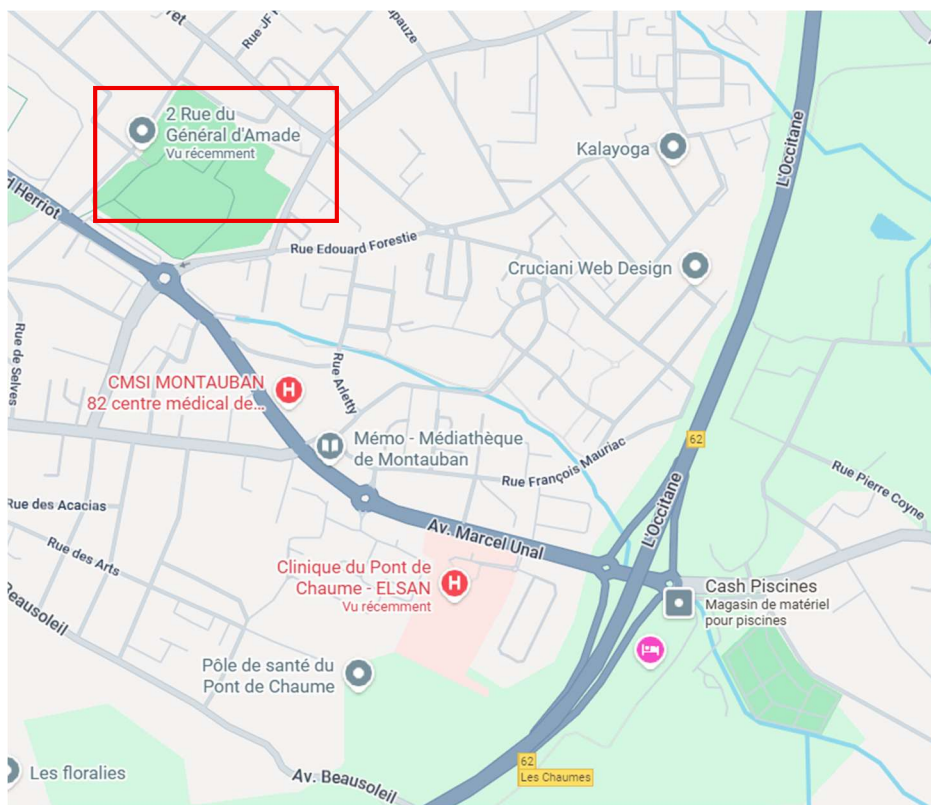 Rue JF
2 Rue du
Général d'Amade
Vu récemment
Kalayoga
L'Occitane
Herriot
Rue Edouard Forestie
Cruciani Web Design
Rue de Selves
Rue Arletty
CMSI MONTAUBAN
82 centre médical de...
62
Mémo - Médiathèque
de Montauban
Rue François Mauriac
Rue Pierre Coyne
Rue des Acacias
L'Occitane
Av. Marcel Unal
Rue des Arts
Clinique du Pont de
Chaume - ELSAN
Vu récemment
Cash Piscines
Magasin de matériel
pour piscines
Beausoleil
Pôle de santé du
Pont de Chaume
Les floralies
Av. Beausoleil
62
Les Chaumes